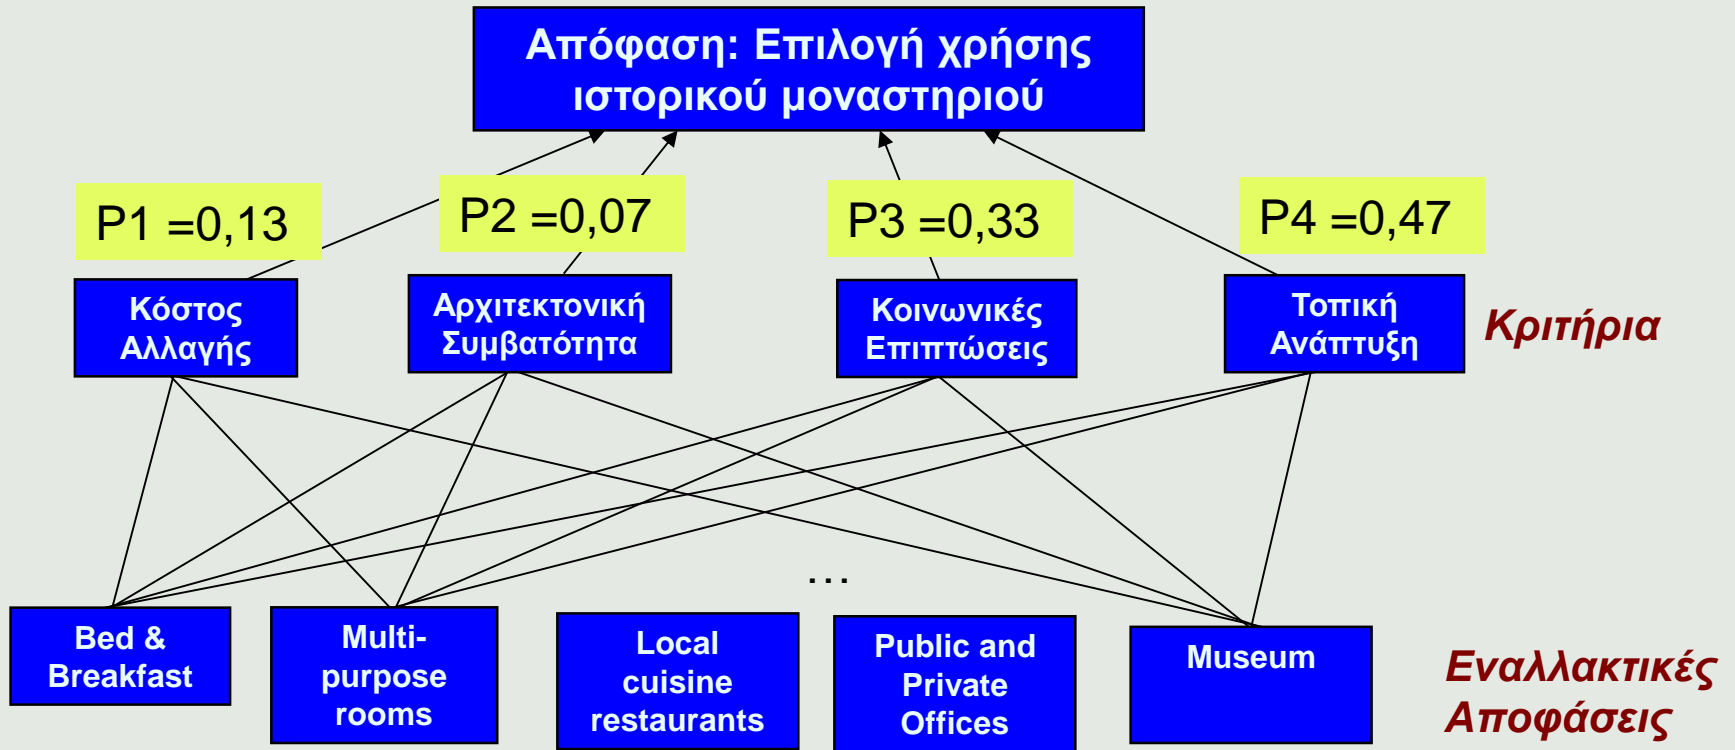 Απόφαση: Επιλογή χρήσης
ιστορικού μοναστηριού
P1 =0,13
P2 =0,07
P3 =0,33
P4 =0,47
Κόστος
Αλλαγής
Αρχιτεκτονική
Συμβατότητα
Κοινωνικές
Επιπτώσεις
Τοπική
Ανάπτυξη
Κριτήρια
...
Bed &
Breakfast
Multi-
purpose
rooms
Local
cuisine
restaurants
Public and
Private
Offices
Museum
Εναλλακτικές
Αποφάσεις